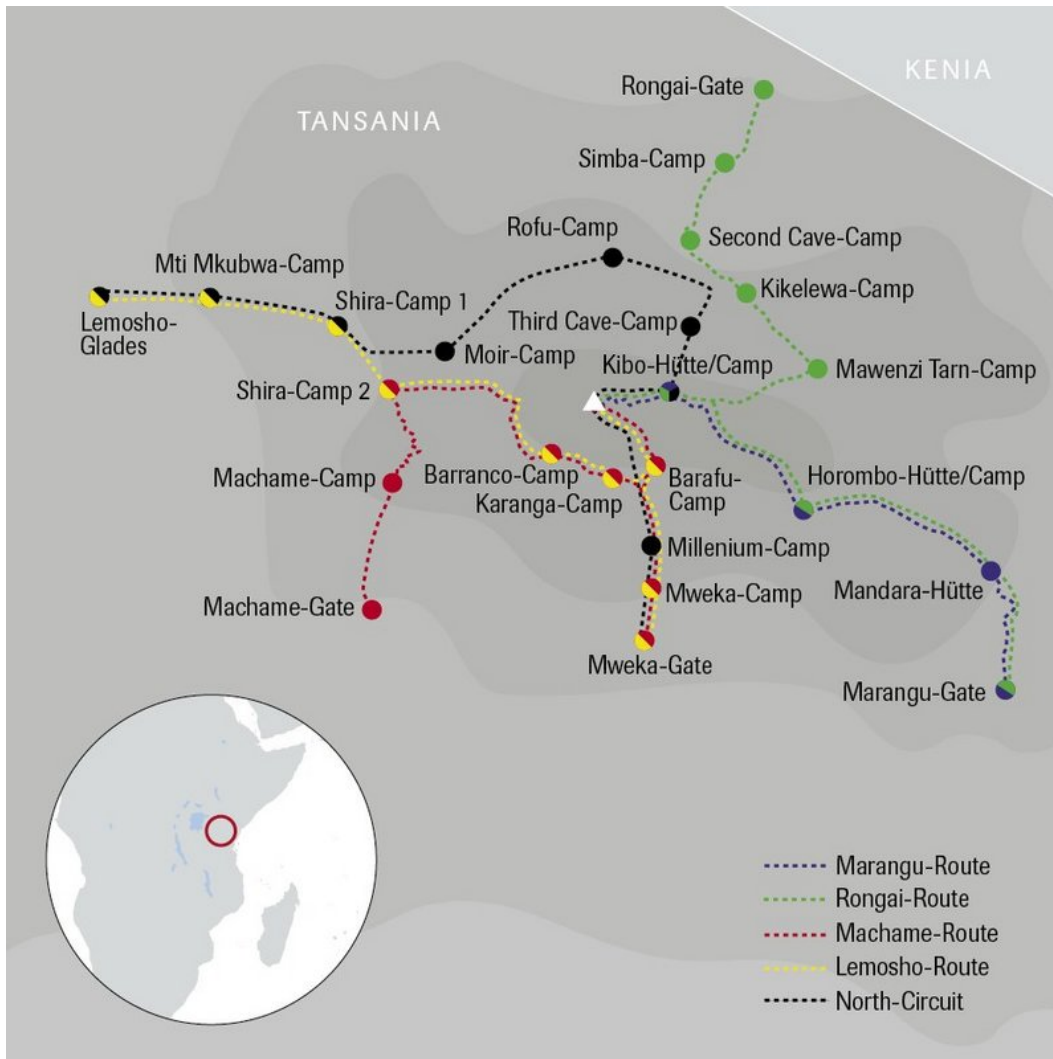 KENIA
Rongai-Gate
TANSANIA
Simba-Camp
Rofu-Camp
Second Cave-Camp
Mti Mkubwa-Camp
Kikelewa-Camp
Shira-Camp 1
Lemosho-
Glades
Third Cave-Camp
Moir-Camp
Kibo-Hütte/Camp
Mawenzi Tarn-Camp
Shira-Camp 2
Machame-Camp
Barranco-Camp
Karanga-Camp
Barafu-
Camp
Horombo-Hütte/Camp
Millenium-Camp
Mweka-Camp
Mandara-Hütte
Machame-Gate
Mweka-Gate
Marangu-Gate
Marangu-Route
Rongai-Route
Machame-Route
Lemosho-Route
North-Circuit